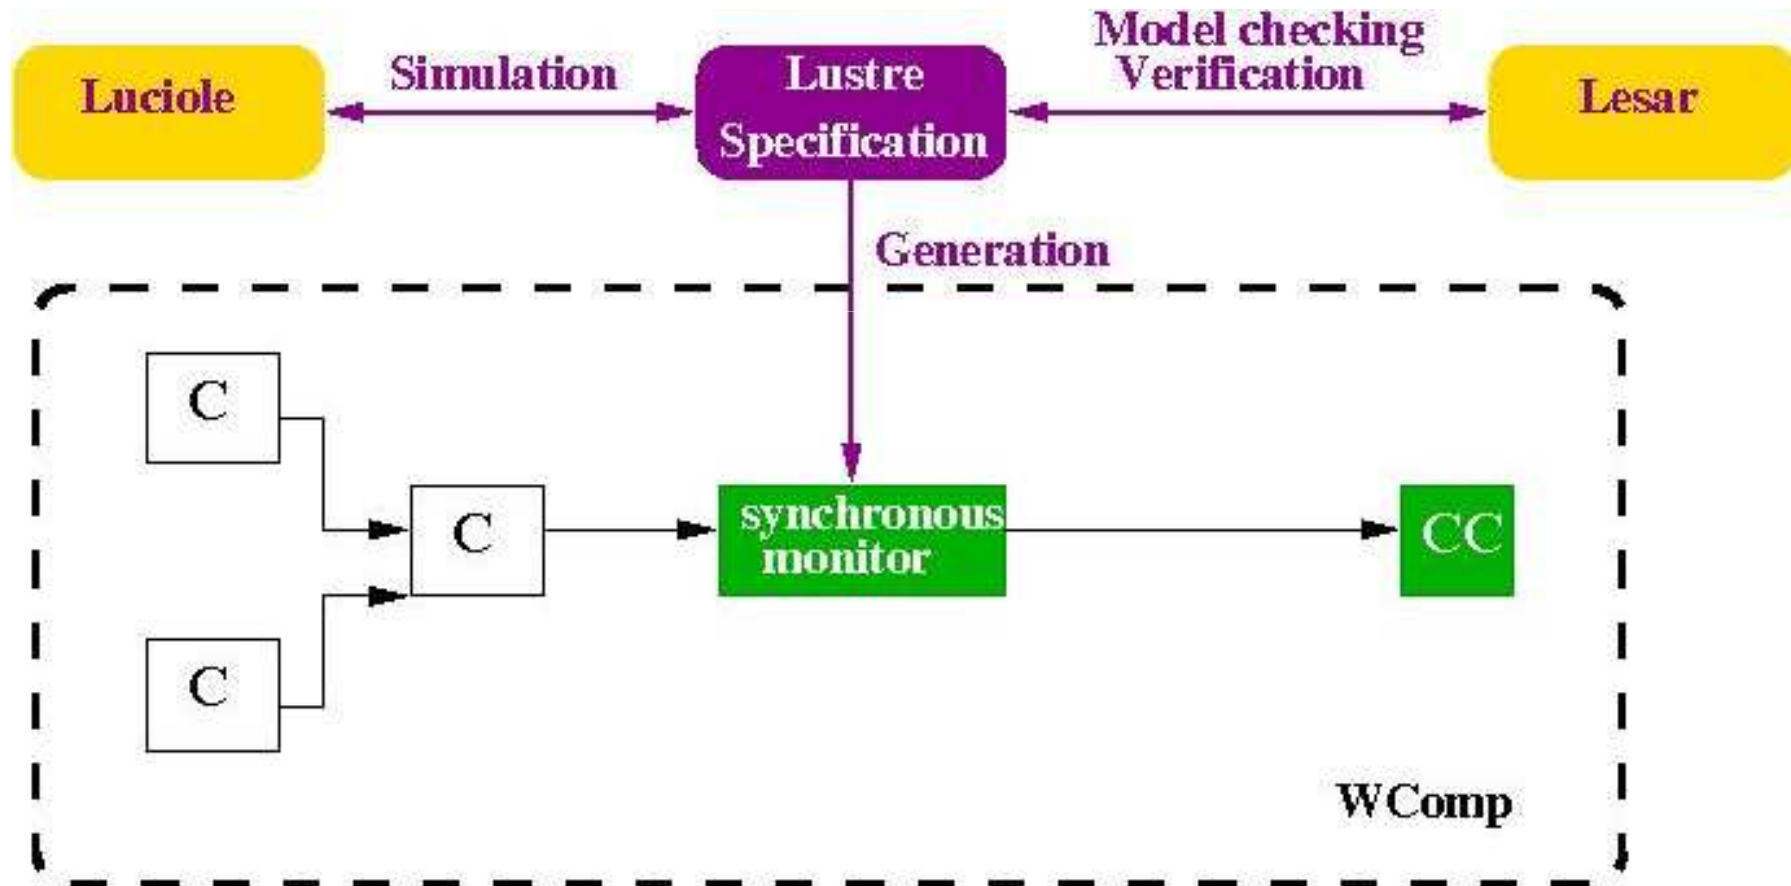 Luciole
Simulation
Lustre
Specification
Model checking
Verification
Lesar
Generation
C
C
C
synchronous
monitor
CC
WComp